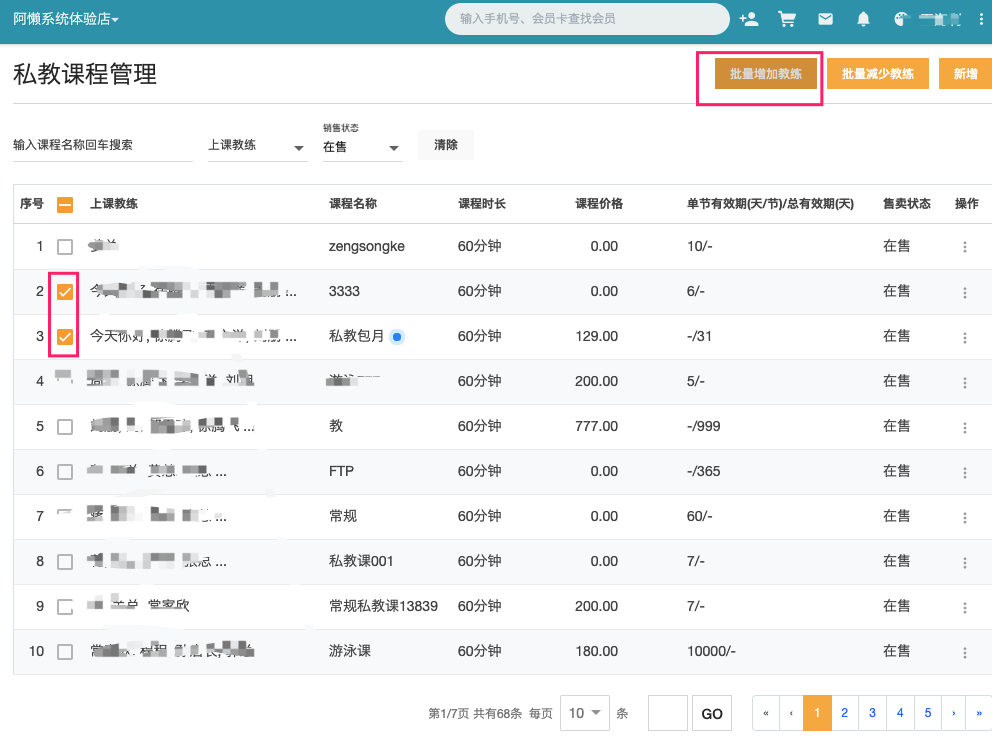 阿懒系统体验店
输入手机号、会员卡查找会员
私教课程管理
批量增加教练 批量减少教练 新增
销售状态
输入课程名称回车搜索 上课教练 在售 清除
序号 上课教练 课程名称 课程时长 课程价格 单节有效期(天/节)/总有效期(天) 售卖状态 操作
1 zengsongke 60分钟 0.00 10/- 在售
2 ... 3333 60分钟 0.00 6/- 在售
3 今天你好, ... 私教包月 60分钟 129.00 -/31 在售
4 60分钟 200.00 5/- 在售
5 ... 教 60分钟 777.00 -/999 在售
6 ... FTP 60分钟 0.00 -/365 在售
7 ... 常规 60分钟 0.00 60/- 在售
8 ... 私教课001 60分钟 0.00 7/- 在售
9 常家欣 常规私教课13839 60分钟 200.00 7/- 在售
10 游泳课 60分钟 180.00 10000/- 在售
第1/7页 共有68条 每页 10 条 GO « ‹ 1 2 3 4 5 › »